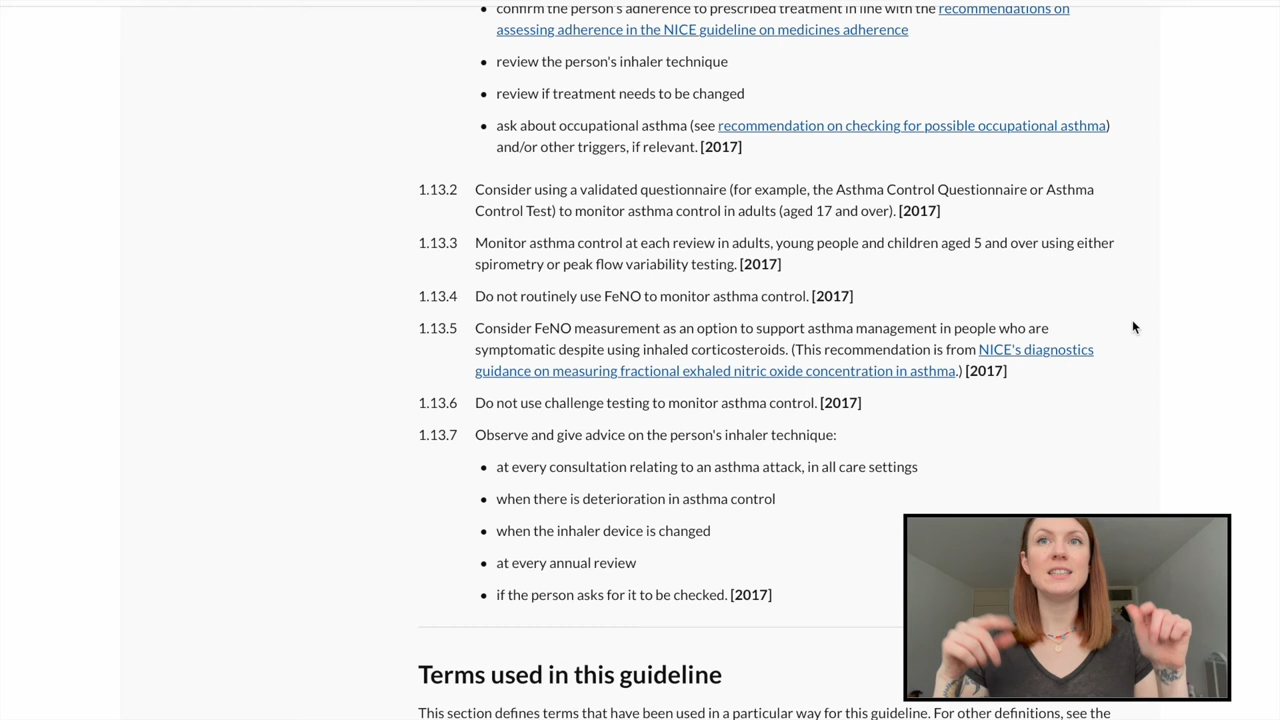 • confirm the person's adherence to prescribed treatment in line with the recommendations on
assessing adherence in the NICE guideline on medicines adherence
• review the person's inhaler technique
• review if treatment needs to be changed
• ask about occupational asthma (see recommendation on checking for possible occupational asthma)
and/or other triggers, if relevant. [2017]
1.13.2 Consider using a validated questionnaire (for example, the Asthma Control Questionnaire or Asthma
Control Test) to monitor asthma control in adults (aged 17 and over). [2017]
1.13.3 Monitor asthma control at each review in adults, young people and children aged 5 and over using either
spirometry or peak flow variability testing. [2017]
1.13.4 Do not routinely use FeNO to monitor asthma control. [2017]
1.13.5 Consider FeNO measurement as an option to support asthma management in people who are
symptomatic despite using inhaled corticosteroids. (This recommendation is from NICE's diagnostics
guidance on measuring fractional exhaled nitric oxide concentration in asthma.) [2017]
1.13.6 Do not use challenge testing to monitor asthma control. [2017]
1.13.7 Observe and give advice on the person's inhaler technique:
• at every consultation relating to an asthma attack, in all care settings
• when there is deterioration in asthma control
• when the inhaler device is changed
• at every annual review
• if the person asks for it to be checked. [2017]
Terms used in this guideline
This section defines terms that have been used in a particular way for this guideline. For other definitions, see the